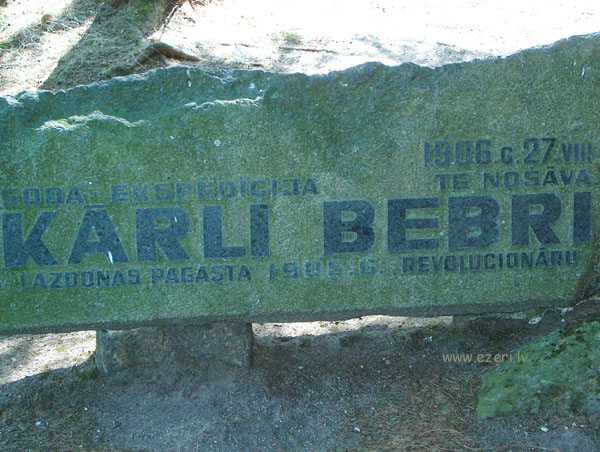 1906.G.27.VIII
SODA EKSPEDĪCIJA TE NOŠĀVA
KĀRLI BEBRI
LAZDONAS PAGASTA 1905.G. REVOLUCIONĀRU
www.ezeri.lv